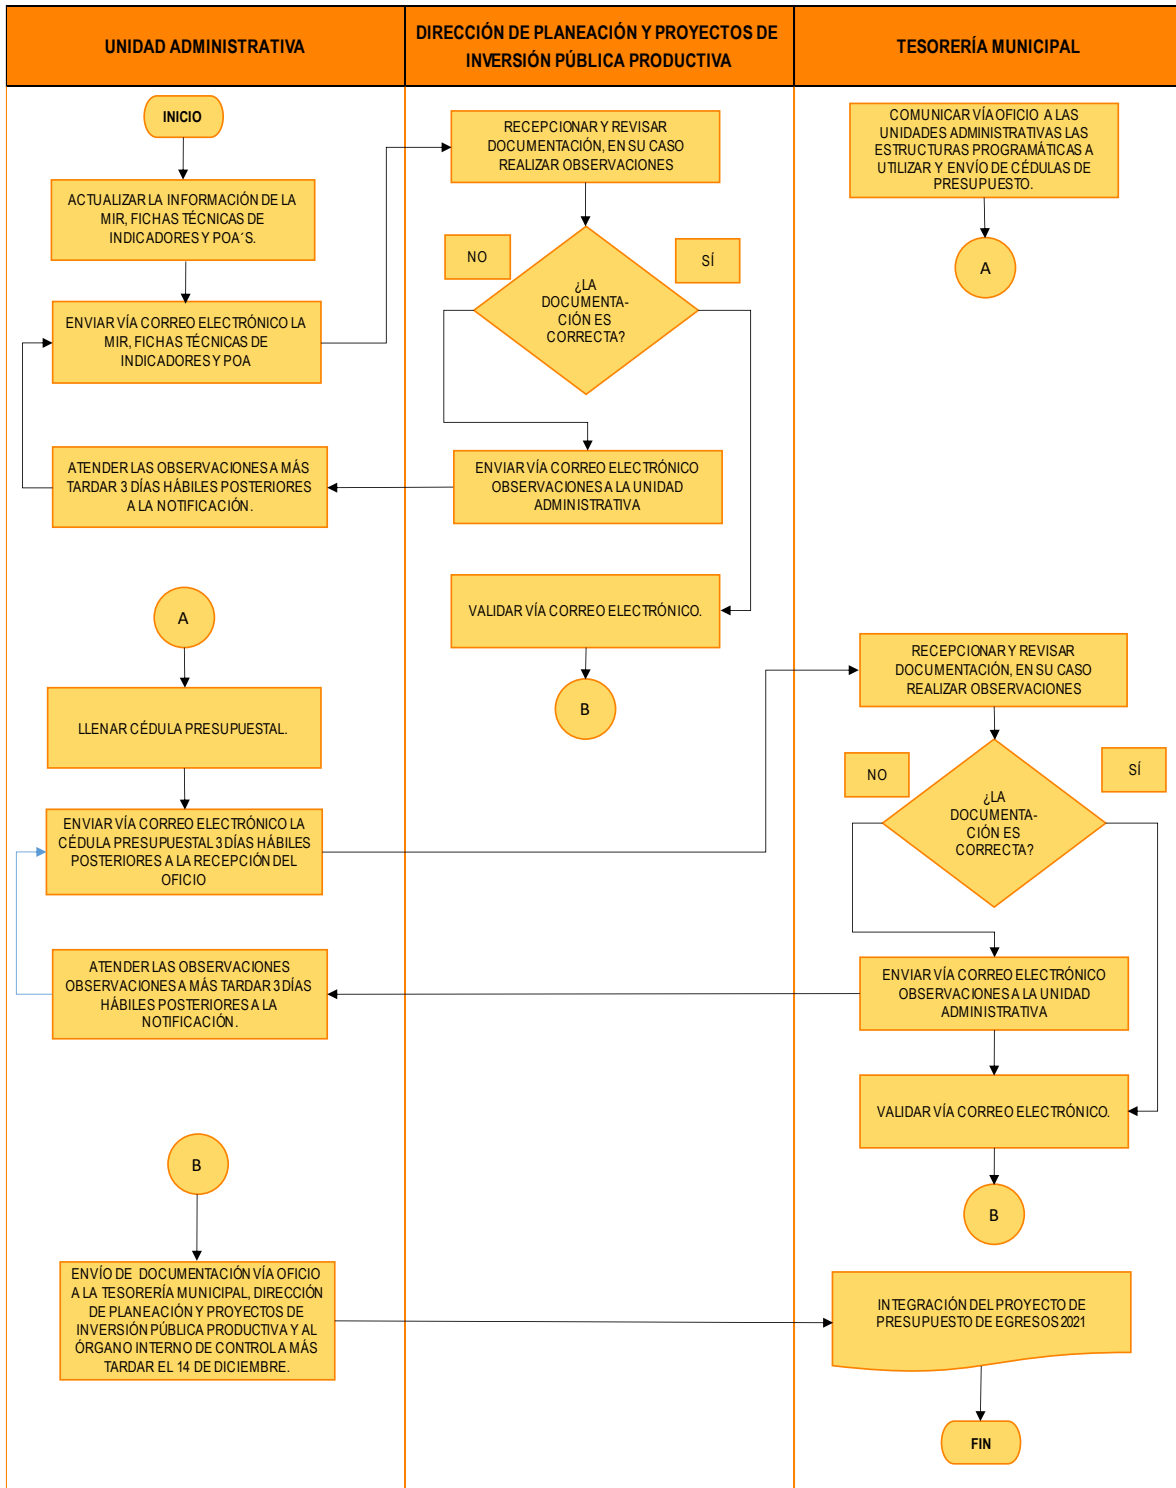 UNIDAD ADMINISTRATIVA
DIRECCIÓN DE PLANEACIÓN Y PROYECTOS DE
INVERSIÓN PÚBLICA PRODUCTIVA
TESORERÍA MUNICIPAL
INICIO
ACTUALIZAR LA INFORMACIÓN DE LA
MIR, FICHAS TÉCNICAS DE
INDICADORES Y POA´S.
ENVIAR VÍA CORREO ELECTRÓNICO LA
MIR, FICHAS TÉCNICAS DE
INDICADORES Y POA
ATENDER LAS OBSERVACIONES A MÁS
TARDAR 3 DÍAS HÁBILES POSTERIORES
A LA NOTIFICACIÓN.
RECEPCIONAR Y REVISAR
DOCUMENTACIÓN, EN SU CASO
REALIZAR OBSERVACIONES
NO
SÍ
¿LA
DOCUMENTA-
CIÓN ES
CORRECTA?
ENVIAR VÍA CORREO ELECTRÓNICO
OBSERVACIONES A LA UNIDAD
ADMINISTRATIVA
VALIDAR VÍA CORREO ELECTRÓNICO.
B
COMUNICAR VÍA OFICIO A LAS
UNIDADES ADMINISTRATIVAS LAS
ESTRUCTURAS PROGRAMÁTICAS A
UTILIZAR Y ENVÍO DE CÉDULAS DE
PRESUPUESTO.
A
A
LLENAR CÉDULA PRESUPUESTAL.
ENVIAR VÍA CORREO ELECTRÓNICO LA
CÉDULA PRESUPUESTAL 3 DÍAS HÁBILES
POSTERIORES A LA RECEPCIÓN DEL
OFICIO
ATENDER LAS OBSERVACIONES
OBSERVACIONES A MÁS TARDAR 3 DÍAS
HÁBILES POSTERIORES A LA
NOTIFICACIÓN.
RECEPCIONAR Y REVISAR
DOCUMENTACIÓN, EN SU CASO
REALIZAR OBSERVACIONES
NO
SÍ
¿LA
DOCUMENTA-
CIÓN ES
CORRECTA?
ENVIAR VÍA CORREO ELECTRÓNICO
OBSERVACIONES A LA UNIDAD
ADMINISTRATIVA
VALIDAR VÍA CORREO ELECTRÓNICO.
B
B
ENVÍO DE DOCUMENTACIÓN VÍA OFICIO
A LA TESORERÍA MUNICIPAL, DIRECCIÓN
DE PLANEACIÓN Y PROYECTOS DE
INVERSIÓN PÚBLICA PRODUCTIVA Y AL
ÓRGANO INTERNO DE CONTROL A MÁS
TARDAR EL 14 DE DICIEMBRE.
INTEGRACIÓN DEL PROYECTO DE
PRESUPUESTO DE EGRESOS 2021
FIN